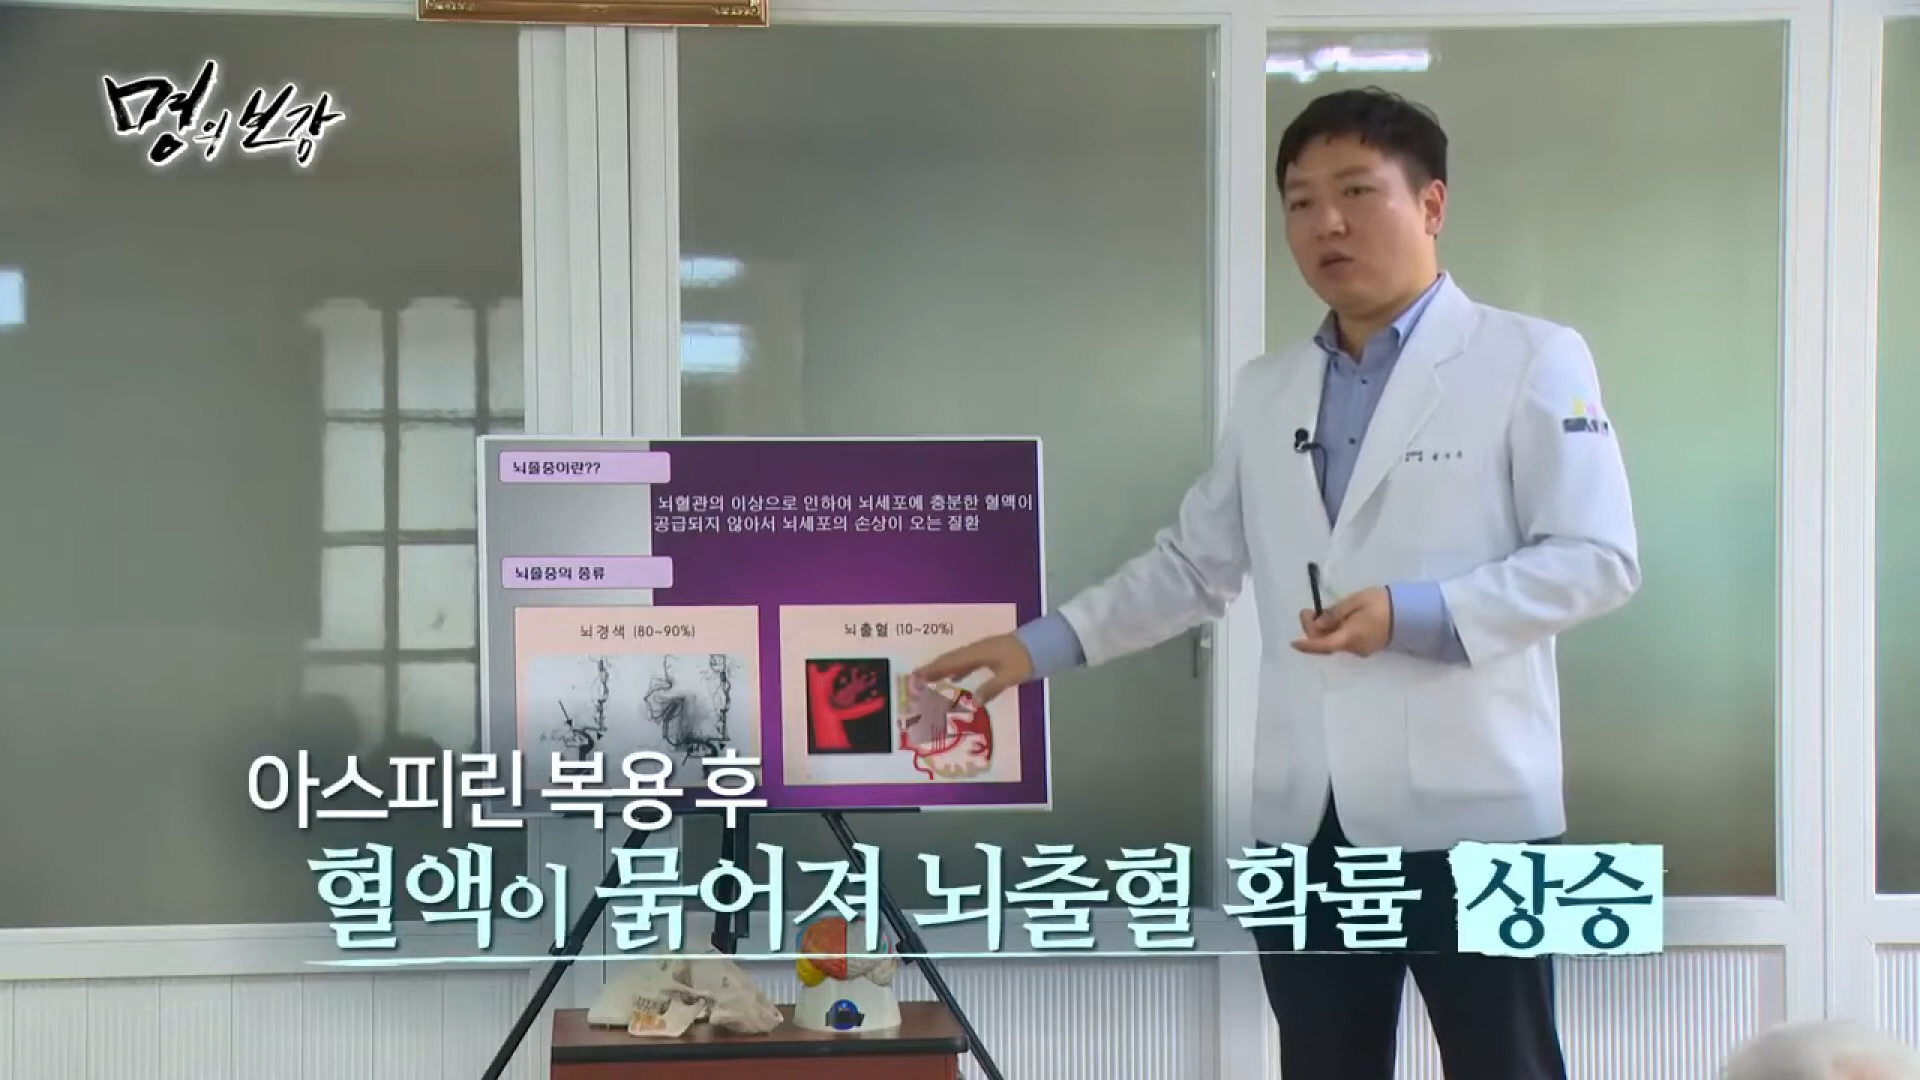 명의보감
뇌졸중이란??
뇌혈관의 이상으로 인하여 뇌세포에 충분한 혈액이
공급되지 않아서 뇌세포의 손상이 오는 질환
뇌졸중의 종류
뇌경색 (80~90%)
뇌출혈 (10~20%)
아스피린 복용 후
혈액이 묽어져 뇌출혈 확률 상승